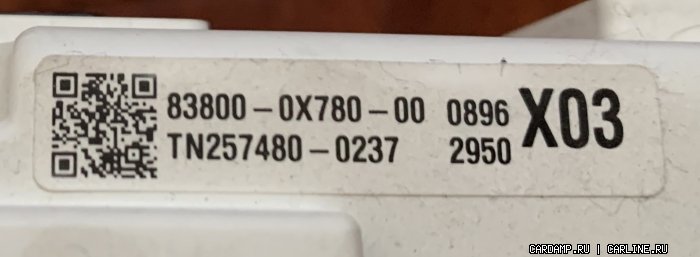 83800-0X780-00 0896 X03
TN257480-0237 2950
CARDAMP.RU | CARLINE.RU